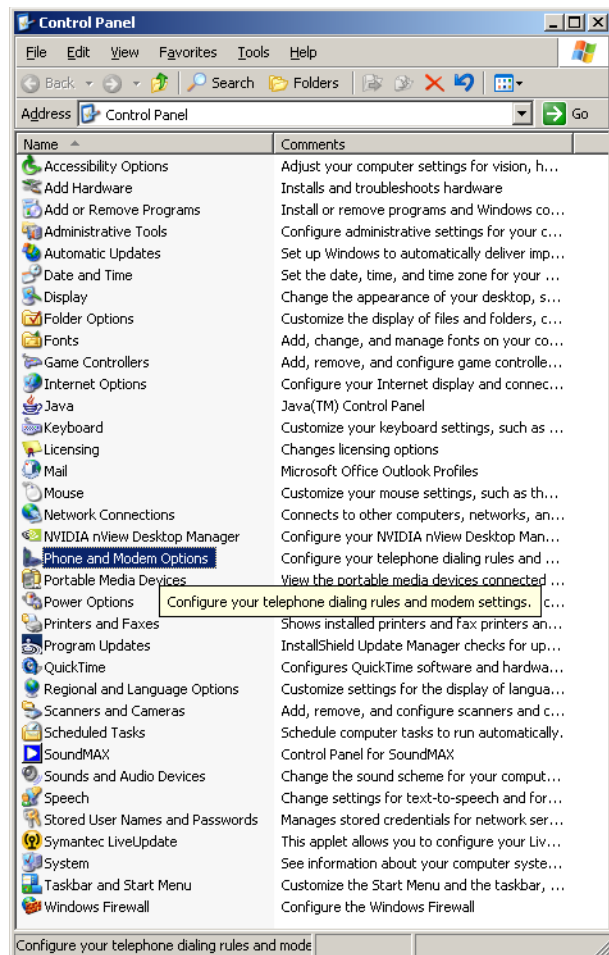 Control Panel
File Edit View Favorites Tools Help
Back Search Folders
Address Control Panel Go
Name Comments
Accessibility Options Adjust your computer settings for vision, h...
Add Hardware Installs and troubleshoots hardware
Add or Remove Programs Install or remove programs and Windows co...
Administrative Tools Configure administrative settings for your c...
Automatic Updates Set up Windows to automatically deliver imp...
Date and Time Set the date, time, and time zone for your ...
Display Change the appearance of your desktop, s...
Folder Options Customize the display of files and folders, c...
Fonts Add, change, and manage fonts on your co...
Game Controllers Add, remove, and configure game controlle...
Internet Options Configure your Internet display and connec...
Java Java(TM) Control Panel
Keyboard Customize your keyboard settings, such as ...
Licensing Changes licensing options
Mail Microsoft Office Outlook Profiles
Mouse Customize your mouse settings, such as th...
Network Connections Connects to other computers, networks, an...
NVIDIA nView Desktop Manager Configure your NVIDIA nView Desktop Man...
Phone and Modem Options Configure your telephone dialing rules and ...
Portable Media Devices View the portable media devices connected ...
Power Options Configure your telephone dialing rules and modem settings. c...
Printers and Faxes Shows installed printers and fax printers an...
Program Updates InstallShield Update Manager checks for up...
QuickTime Configures QuickTime software and hardwa...
Regional and Language Options Customize settings for the display of langua...
Scanners and Cameras Add, remove, and configure scanners and c...
Scheduled Tasks Schedule computer tasks to run automatically.
SoundMAX Control Panel for SoundMAX
Sounds and Audio Devices Change the sound scheme for your comput...
Speech Change settings for text-to-speech and for...
Stored User Names and Passwords Manages stored credentials for network ser...
Symantec LiveUpdate This applet allows you to configure your Liv...
System See information about your computer syste...
Taskbar and Start Menu Customize the Start Menu and the taskbar, ...
Windows Firewall Configure the Windows Firewall
Configure your telephone dialing rules and mode